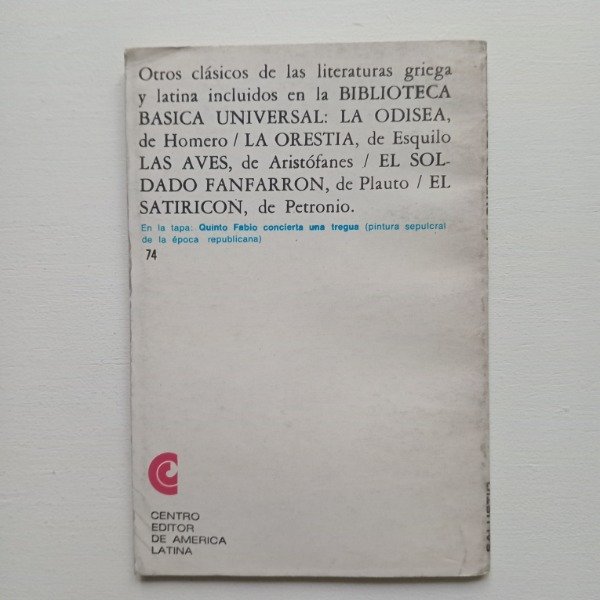 Otros clásicos de las literaturas griega
y latina incluidos en la BIBLIOTECA
BASICA UNIVERSAL: LA ODISEA,
de Homero / LA ORESTIA, de Esquilo
LAS AVES, de Aristófanes / EL SOL-
DADO FANFARRON, de Plauto / EL
SATIRICON, de Petronio.
En la tapa: Quinto Fabio concierta una tregua (pintura sepulcral
de la época republicana)
74
CENTRO
EDITOR
DE AMERICA
LATINA